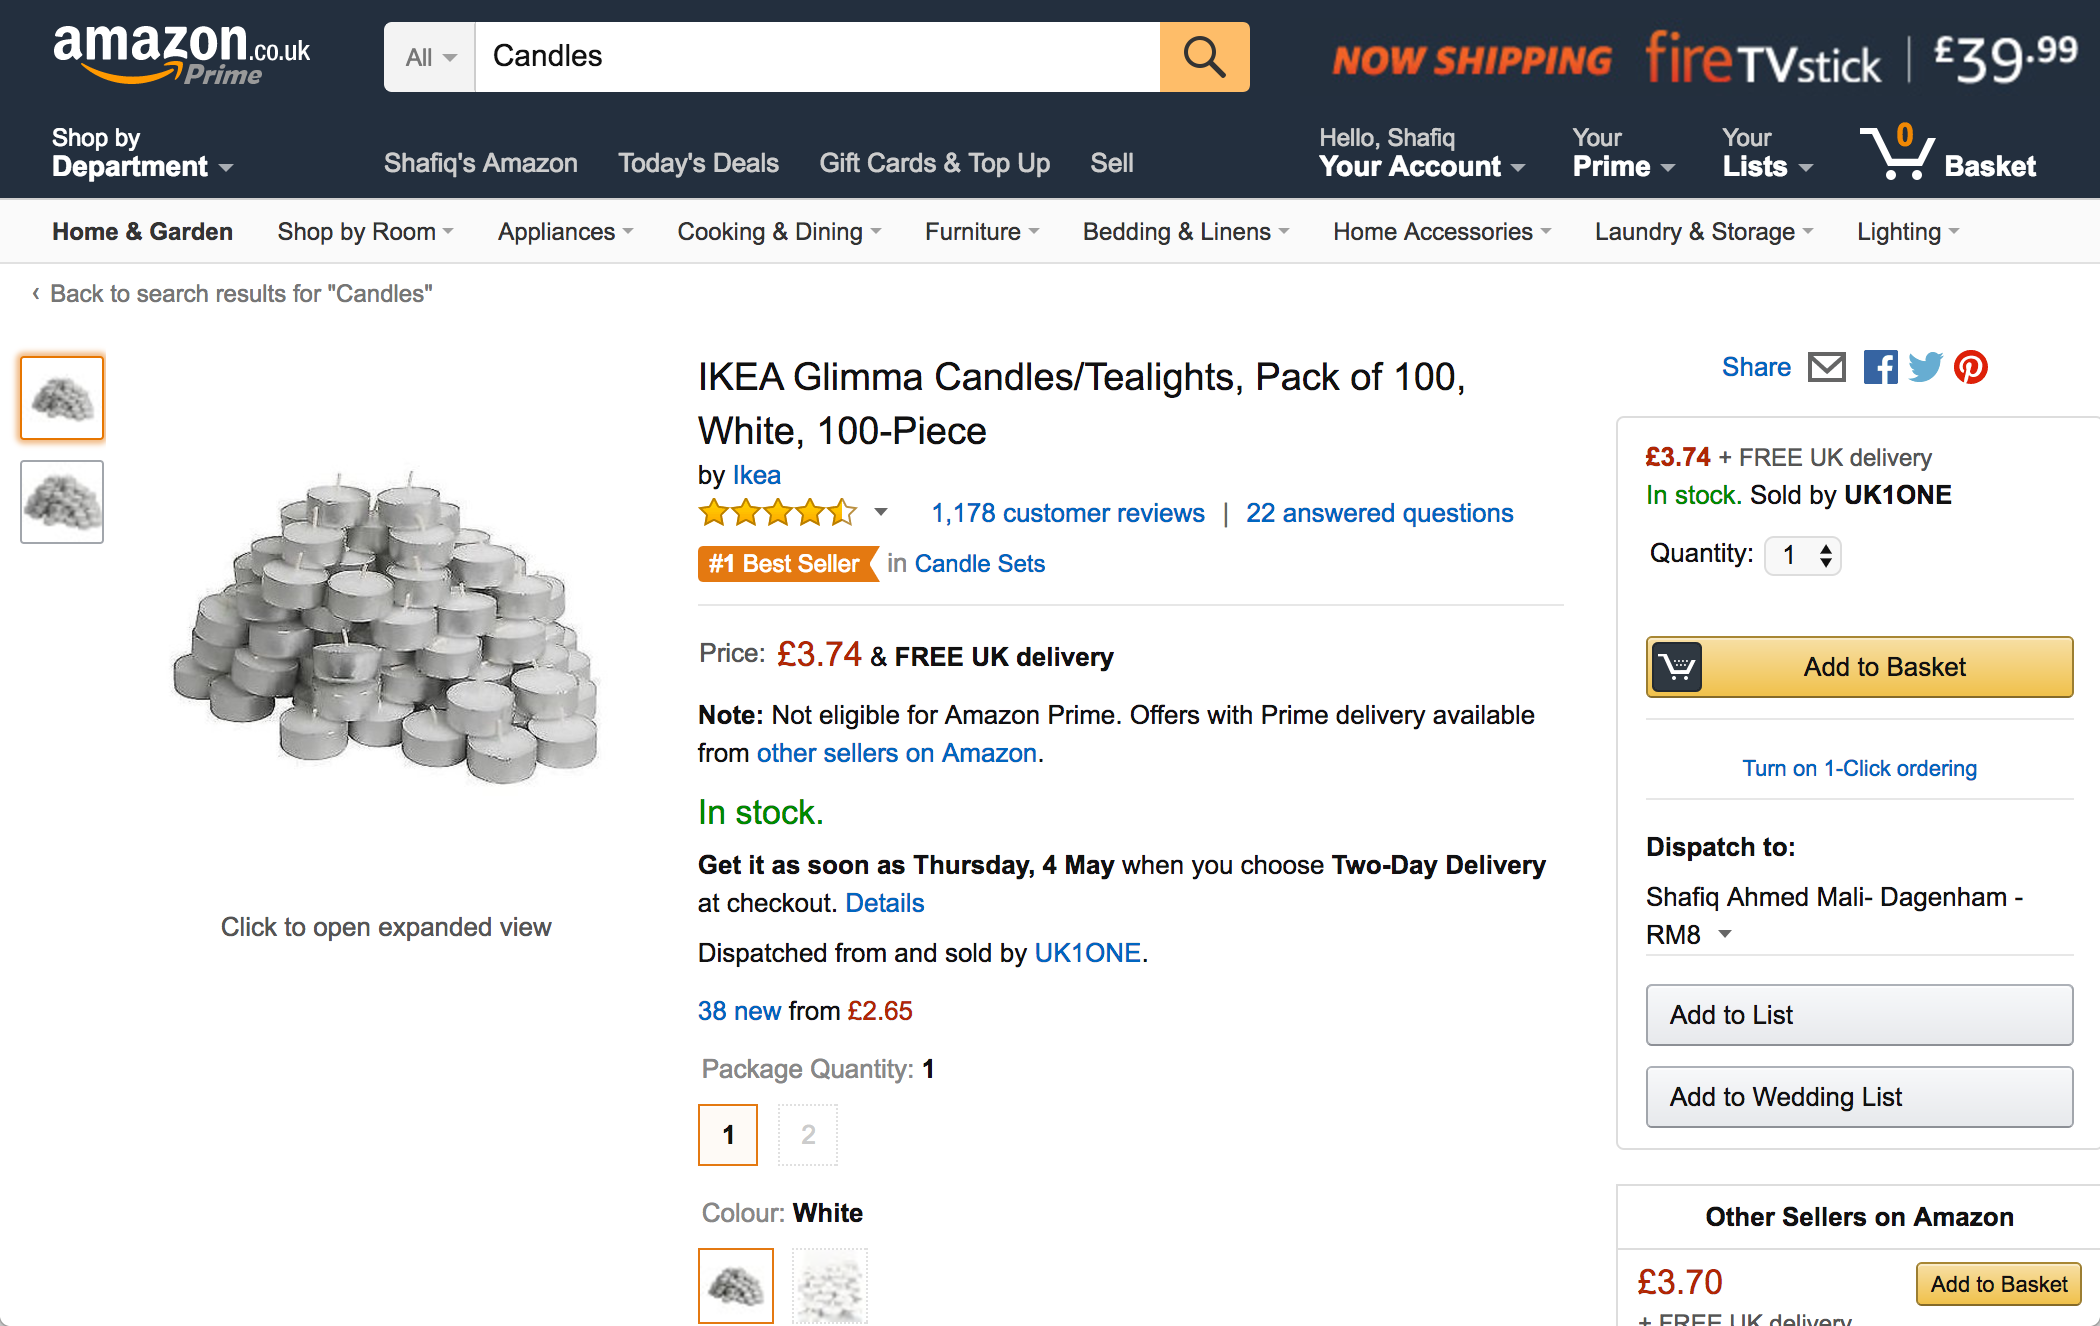 amazon.co.uk
Prime
All
Candles
NOW SHIPPING fireTVstick | £39.99
Shop by
Department
Shafiq's Amazon
Today's Deals
Gift Cards & Top Up
Sell
Hello, Shafiq
Your Account
Your
Prime
Your
Lists
0
Basket
Home & Garden
Shop by Room
Appliances
Cooking & Dining
Furniture
Bedding & Linens
Home Accessories
Laundry & Storage
Lighting
‹ Back to search results for "Candles"
Click to open expanded view
IKEA Glimma Candles/Tealights, Pack of 100,
White, 100-Piece
by Ikea
1,178 customer reviews | 22 answered questions
#1 Best Seller in Candle Sets
Price: £3.74 & FREE UK delivery
Note: Not eligible for Amazon Prime. Offers with Prime delivery available
from other sellers on Amazon.
In stock.
Get it as soon as Thursday, 4 May when you choose Two-Day Delivery
at checkout. Details
Dispatched from and sold by UK1ONE.
38 new from £2.65
Package Quantity: 1
1
2
Colour: White
Share
£3.74 + FREE UK delivery
In stock. Sold by UK1ONE
Quantity: 1
Add to Basket
Turn on 1-Click ordering
Dispatch to:
Shafiq Ahmed Mali- Dagenham -
RM8
Add to List
Add to Wedding List
Other Sellers on Amazon
£3.70
Add to Basket
+ FREE UK delivery